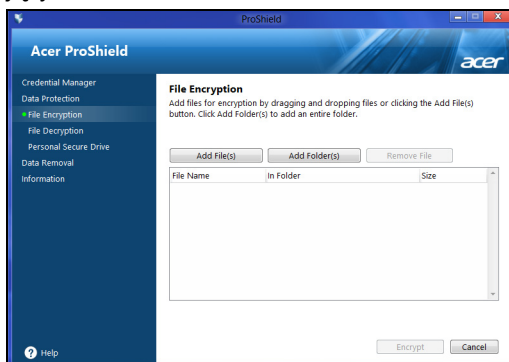 ProShield
Acer ProShield
acer
Credential Manager
Data Protection
File Encryption
File Decryption
Personal Secure Drive
Data Removal
Information
File Encryption
Add files for encryption by dragging and dropping files or clicking the Add File(s)
button. Click Add Folder(s) to add an entire folder.
Add File(s) Add Folder(s) Remove File
File Name In Folder Size
Encrypt Cancel
? Help